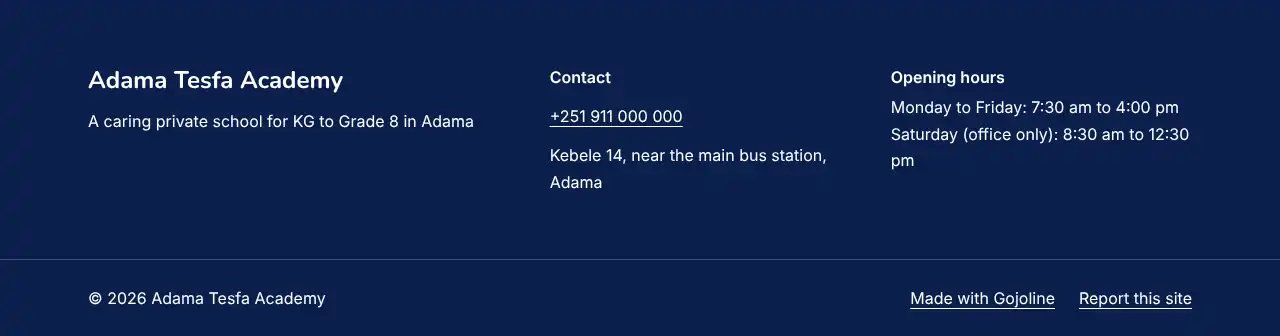 Adama Tesfa Academy
A caring private school for KG to Grade 8 in Adama
Contact
+251 911 000 000
Kebele 14, near the main bus station,
Adama
Opening hours
Monday to Friday: 7:30 am to 4:00 pm
Saturday (office only): 8:30 am to 12:30
pm
© 2026 Adama Tesfa Academy
Made with Gojoline
Report this site